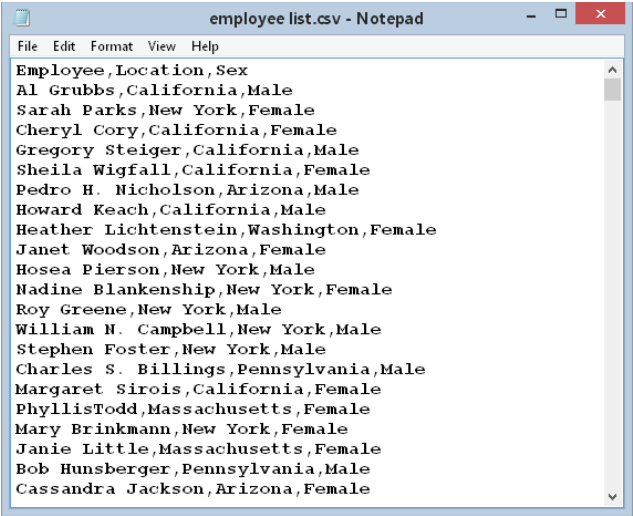 employee list.csv - Notepad
File Edit Format View Help
Employee,Location,Sex
Al Grubbs,California,Male
Sarah Parks,New York,Female
Cheryl Cory,California,Female
Gregory Steiger,California,Male
Sheila Wigfall,California,Female
Pedro H. Nicholson,Arizona,Male
Howard Keach,California,Male
Heather Lichtenstein,Washington,Female
Janet Woodson,Arizona,Female
Hosea Pierson,New York,Male
Nadine Blankenship,New York,Female
Roy Greene,New York,Male
William N. Campbell,New York,Male
Stephen Foster,New York,Male
Charles S. Billings,Pennsylvania,Male
Margaret Sirois,California,Female
PhyllisTodd,Massachusetts,Female
Mary Brinkmann,New York,Female
Janie Little,Massachusetts,Female
Bob Hunsberger,Pennsylvania,Male
Cassandra Jackson,Arizona,Female